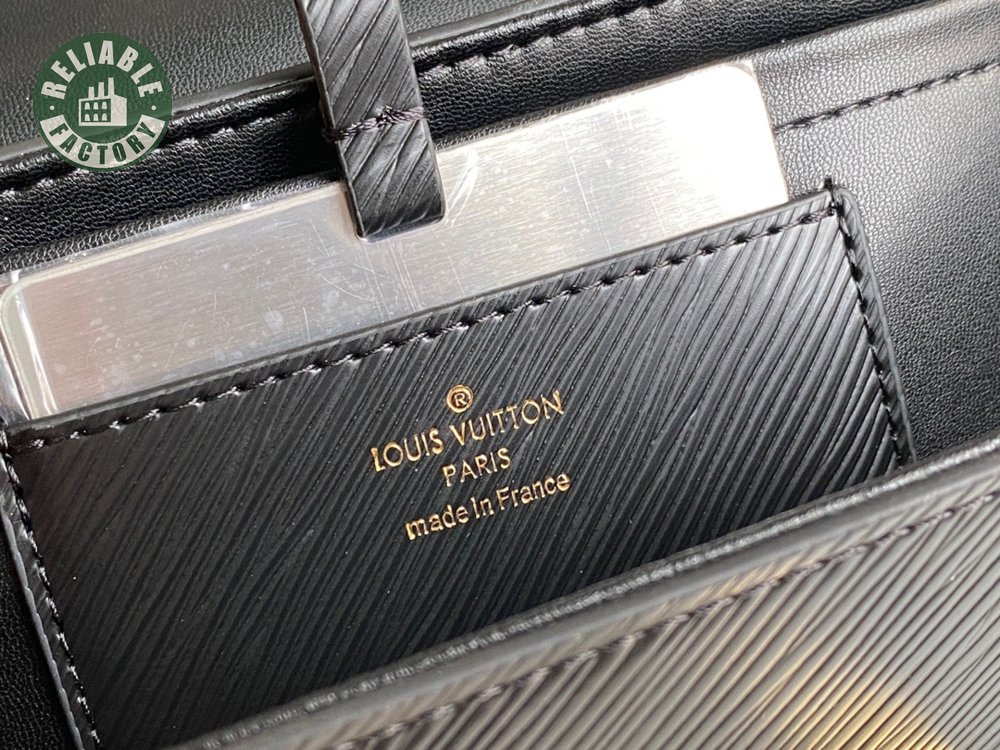 RELIABLE
FACTORY
®
LOUIS VUITTON
PARIS
made in France